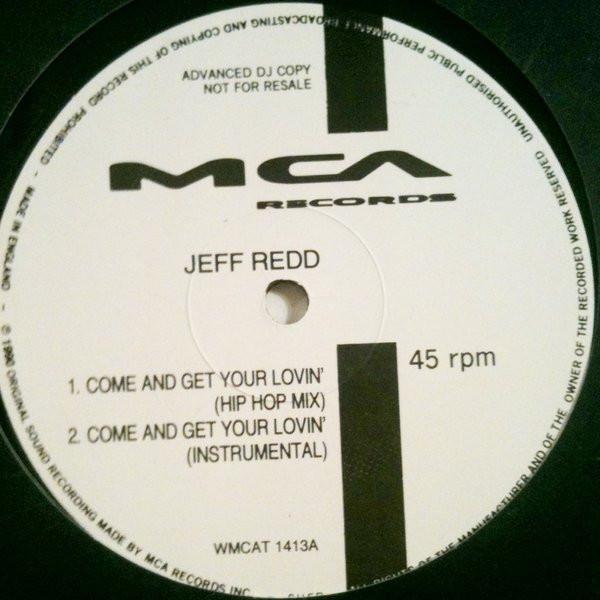 ADVANCED DJ COPY
NOT FOR RESALE
MCA
RECORDS
JEFF REDD
45 rpm
1. COME AND GET YOUR LOVIN'
(HIP HOP MIX)
2. COME AND GET YOUR LOVIN'
(INSTRUMENTAL)
WMCAT 1413A
UNAUTHORISED PUBLIC PERFORMANCE BROADCASTING AND COPYING OF THIS RECORD PROHIBITED - MADE IN ENGLAND - © 1990 ORIGINAL SOUND RECORDING MADE BY MCA RECORDS INC.
ALL RIGHTS OF THE MANUFACTURER AND OF THE OWNER OF THE RECORDED WORK RESERVED